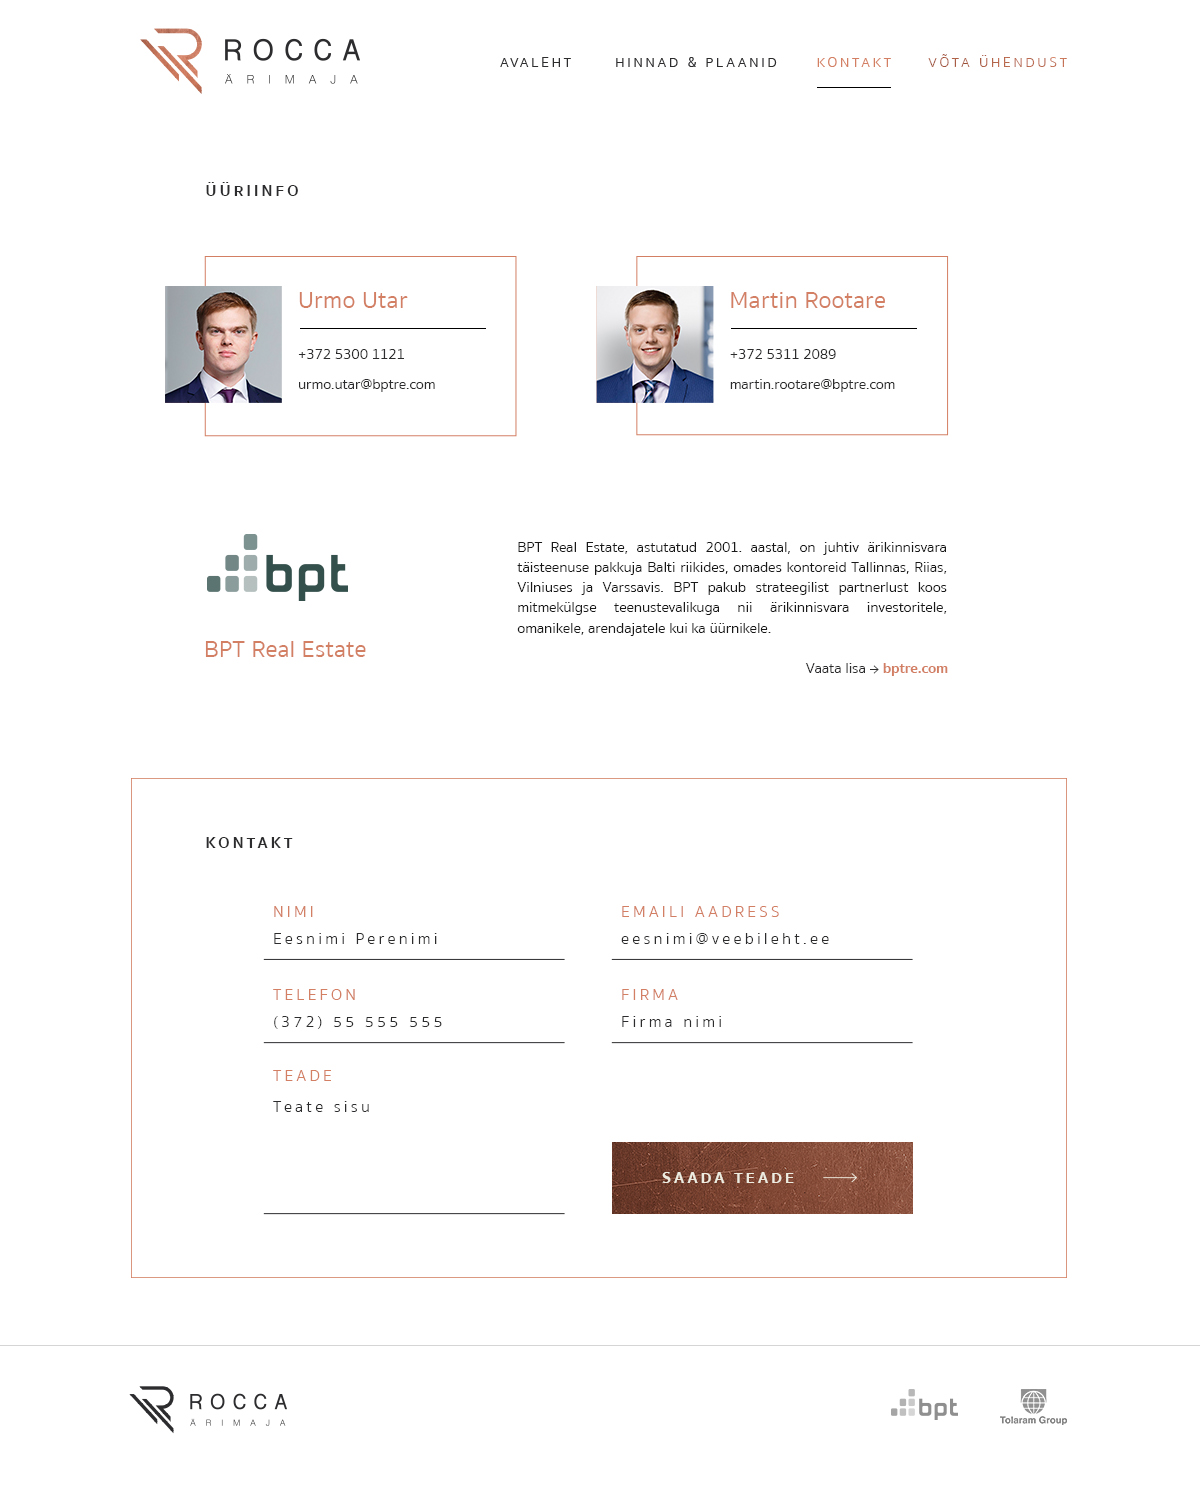 ROCCA
ÄRIMAJA
AVALEHT
HINNAD & PLAANID
KONTAKT
VÕTA ÜHENDUST
ÜÜRIINFO
Urmo Utar
+372 5300 1121
urmo.utar@bptre.com
Martin Rootare
+372 5311 2089
martin.rootare@bptre.com
bpt
BPT Real Estate
BPT Real Estate, astutatud 2001. aastal, on juhtiv ärikinnisvara
täisteenuse pakkuja Balti riikides, omades kontoreid Tallinnas, Riias,
Vilniuses ja Varssavis. BPT pakub strateegilist partnerlust koos
mitmekülgse teenustevalikuga nii ärikinnisvara investoritele,
omanikele, arendajatele kui ka üürnikele.
Vaata lisa → bptre.com
KONTAKT
NIMI
Eesnimi Perenimi
EMAILI AADRESS
eesnimi@veebileht.ee
TELEFON
(372) 55 555 555
FIRMA
Firma nimi
TEADE
Teate sisu
SAADA TEADE
ROCCA
ÄRIMAJA
bpt
Tolaram Group